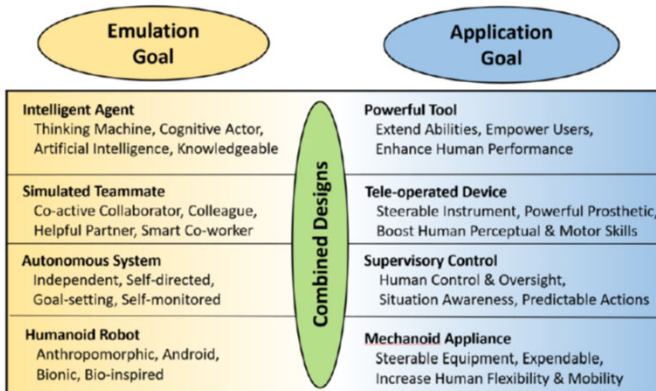 Emulation
Goal
Application
Goal
Intelligent Agent
Thinking Machine, Cognitive Actor,
Artificial Intelligence, Knowledgeable
Powerful Tool
Extend Abilities, Empower Users,
Enhance Human Performance
Simulated Teammate
Co-active Collaborator, Colleague,
Helpful Partner, Smart Co-worker
Tele-operated Device
Steerable Instrument, Powerful Prosthetic,
Boost Human Perceptual & Motor Skills
Autonomous System
Independent, Self-directed,
Goal-setting, Self-monitored
Supervisory Control
Human Control & Oversight,
Situation Awareness, Predictable Actions
Humanoid Robot
Anthropomorphic, Android,
Bionic, Bio-inspired
Mechanoid Appliance
Steerable Equipment, Expendable,
Increase Human Flexibility & Mobility
Combined Designs